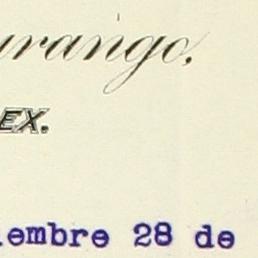 urango,
EX.
iembre 28 de